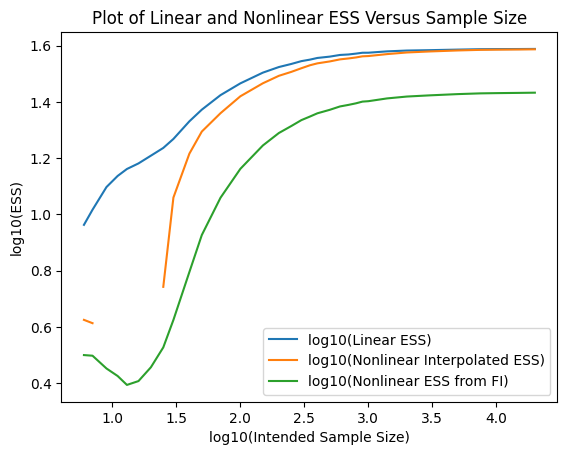 Plot of Linear and Nonlinear ESS Versus Sample Size
log10(ESS)
1.6
1.4
1.2
1.0
0.8
0.6
0.4
log10(Linear ESS)
log10(Nonlinear Interpolated ESS)
log10(Nonlinear ESS from FI)
1.0 1.5 2.0 2.5 3.0 3.5 4.0
log10(Intended Sample Size)